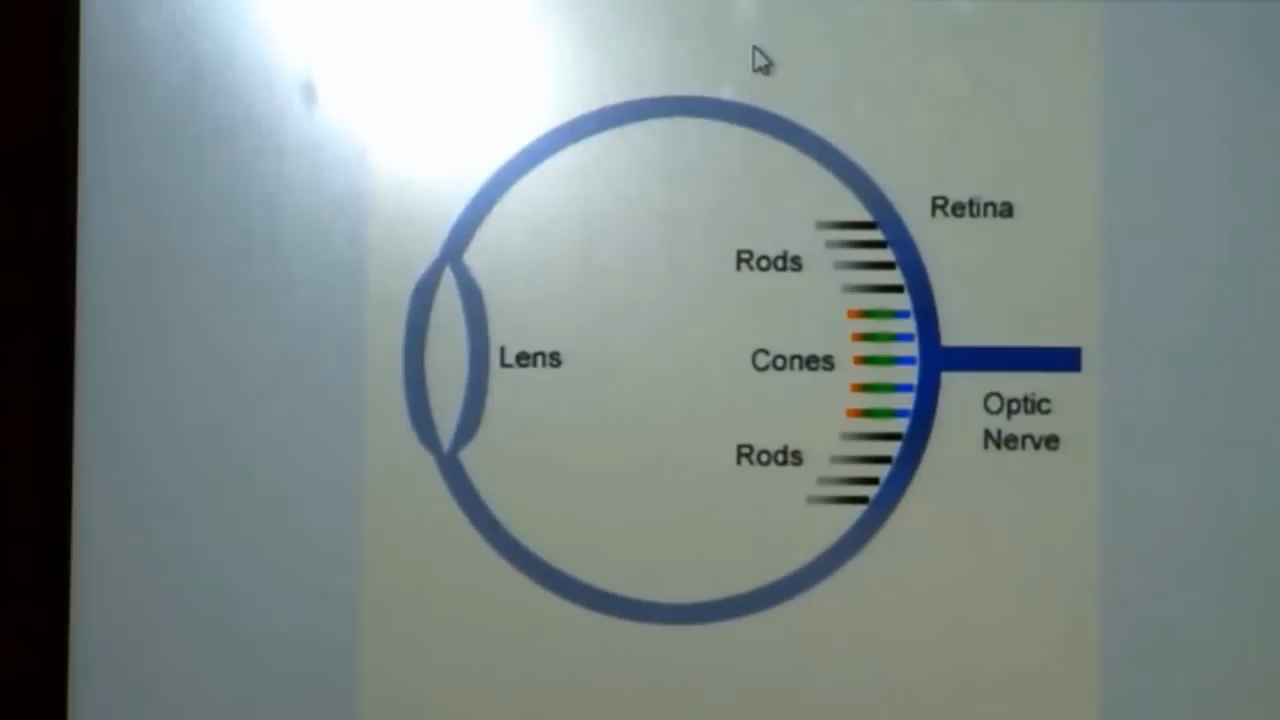 Retina
Rods
Lens
Cones
Optic
Nerve
Rods